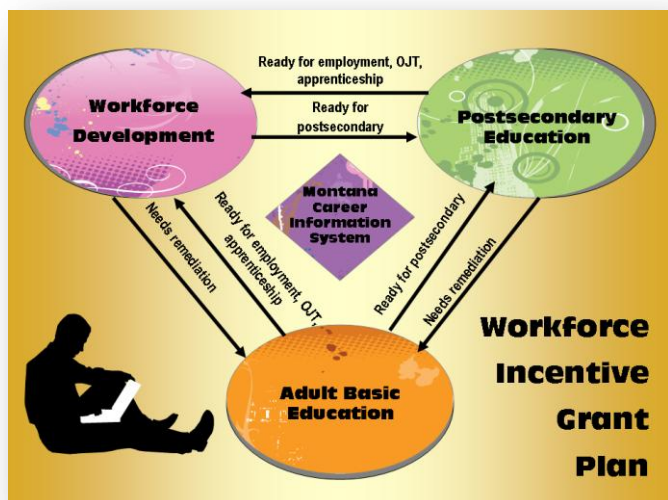 Ready for employment, OJT,
apprenticeship
Workforce
Development
Ready for
postsecondary
Postsecondary
Education
Montana
Career
Information
System
Needs remediation
Ready for employment, OJT,
apprenticeship
Ready for postsecondary
Needs remediation
Adult Basic
Education
Workforce
Incentive
Grant
Plan